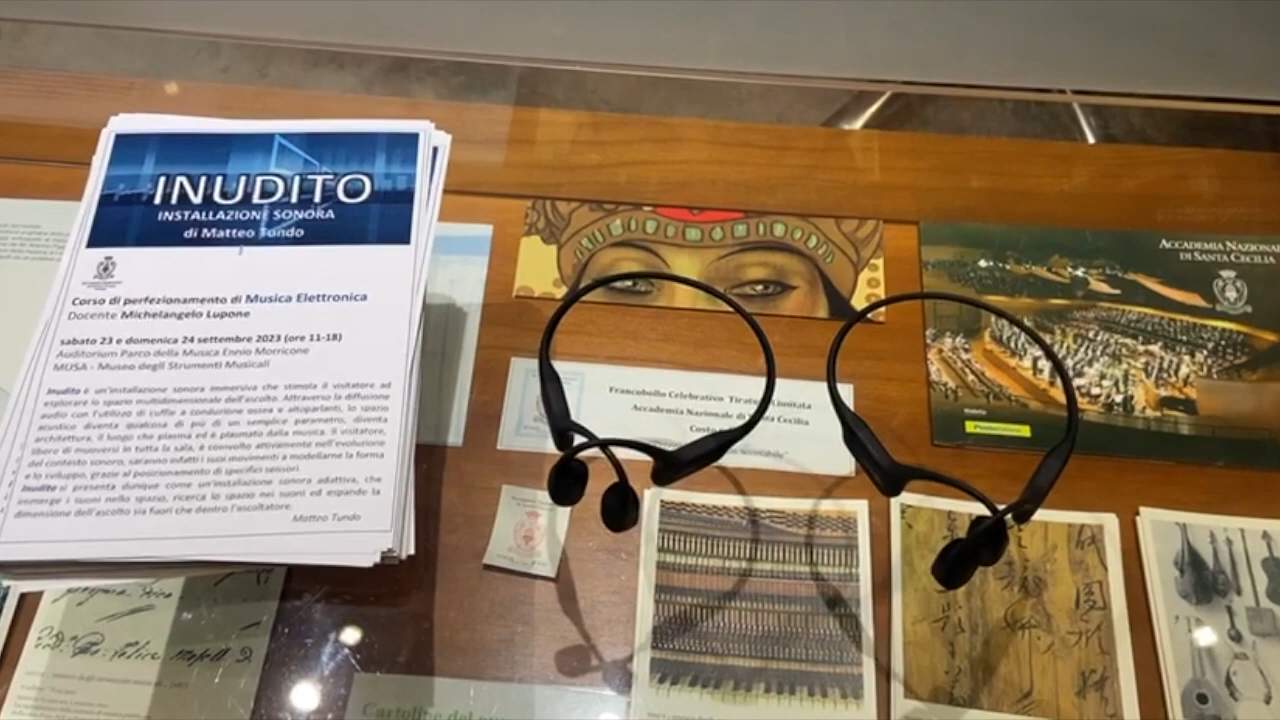 INUDITO
INSTALLAZIONE SONORA
di Matteo Tundo
Corso di perfezionamento di Musica Elettronica
Docente Michelangelo Lupone
sabato 23 e domenica 24 settembre 2023 (ore 11-18)
Auditorium Parco della Musica Ennio Morricone
MUSA - Museo degli Strumenti Musicali
Inudito è un'installazione sonora immersiva che stimola il visitatore ad
esplorare lo spazio multidimensionale dell'ascolto. Attraverso la diffusione
audio con l'utilizzo di cuffie a conduzione ossea e altoparlanti, lo spazio
acustico diventa qualcosa di più di un semplice parametro, diventa
architettura, il luogo che plasma ed è plasmato dalla musica. Il visitatore,
libero di muoversi in tutta la sala, è coinvolto attivamente nell'evoluzione
del contesto sonoro, saranno infatti i suoi movimenti a modellarne la forma
e lo sviluppo, grazie al posizionamento di specifici sensori.
Inudito si presenta dunque come un'installazione sonora adattiva, che
immerge i suoni nello spazio, ricerca lo spazio nei suoni ed espande la
dimensione dell'ascolto sia fuori che dentro l'ascoltatore.
Matteo Tundo
ACCADEMIA NAZIONA
DI SANTA CECILIA
Posteitaliane
Francobollo Celebrativo Tiratura Limitata
Accademia Nazionale di Santa Cecilia
Costo
Cartoline del